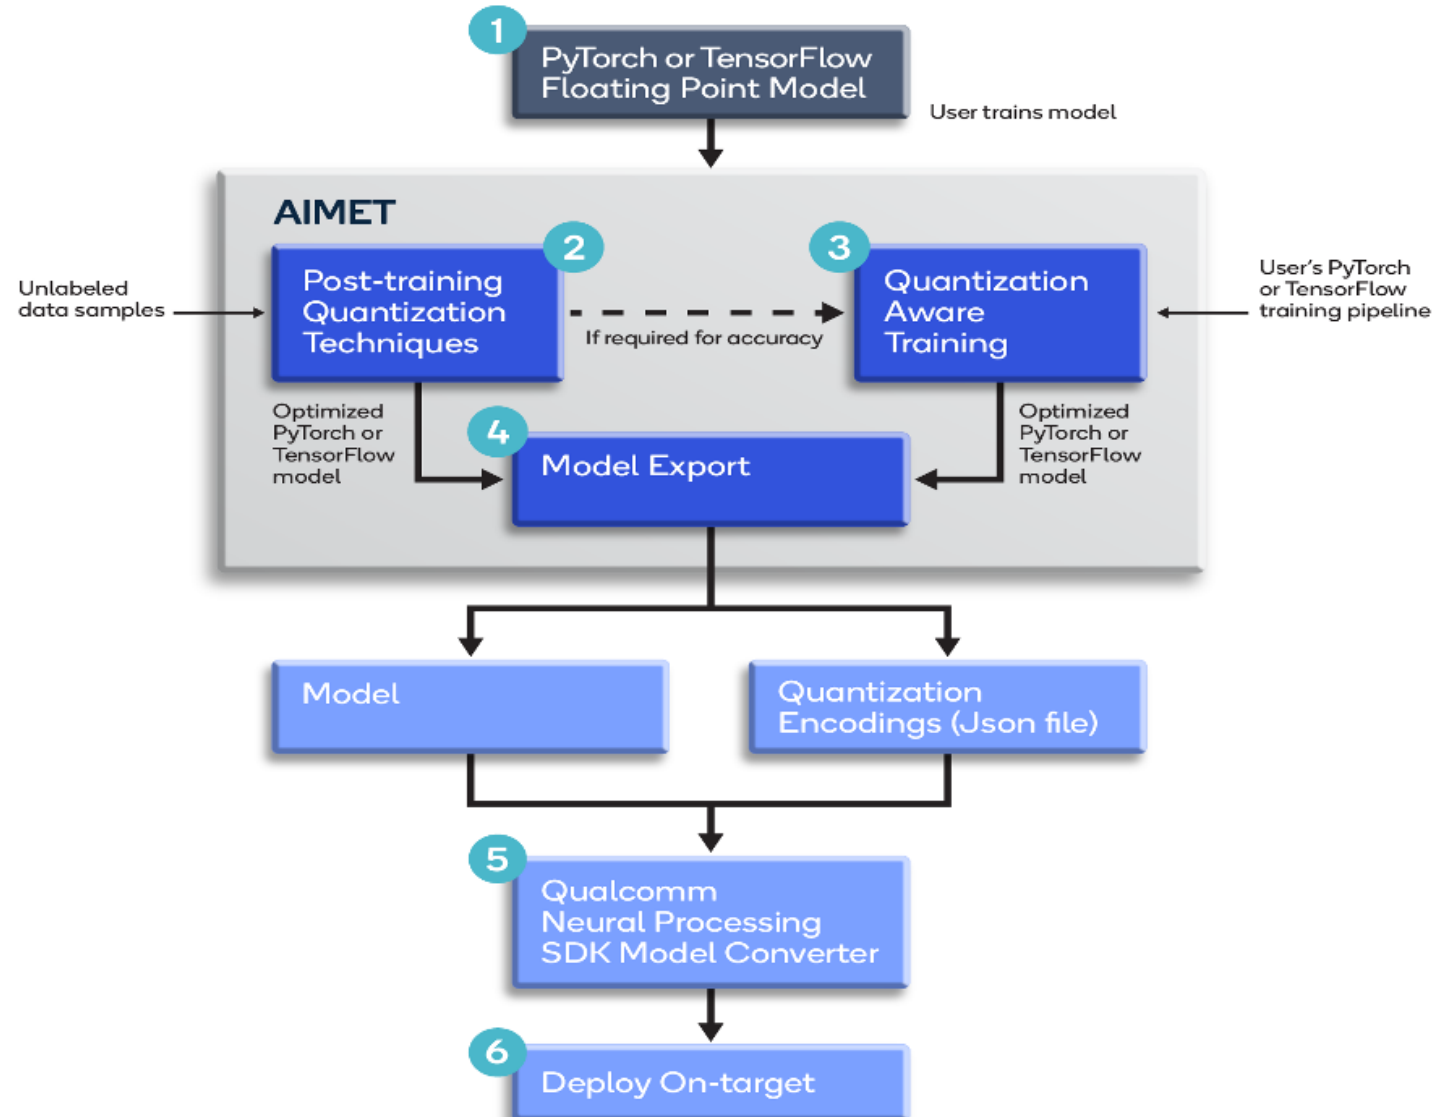 1
PyTorch or TensorFlow
Floating Point Model
User trains model
AIMET
2
3
Post-training
Quantization
Techniques
Quantization
Aware
Training
Unlabeled
data samples
User's PyTorch
or TensorFlow
training pipeline
If required for accuracy
Optimized
PyTorch or
TensorFlow
model
4
Model Export
Optimized
PyTorch or
TensorFlow
model
Model
Quantization
Encodings (Json file)
5
Qualcomm
Neural Processing
SDK Model Converter
6
Deploy On-target